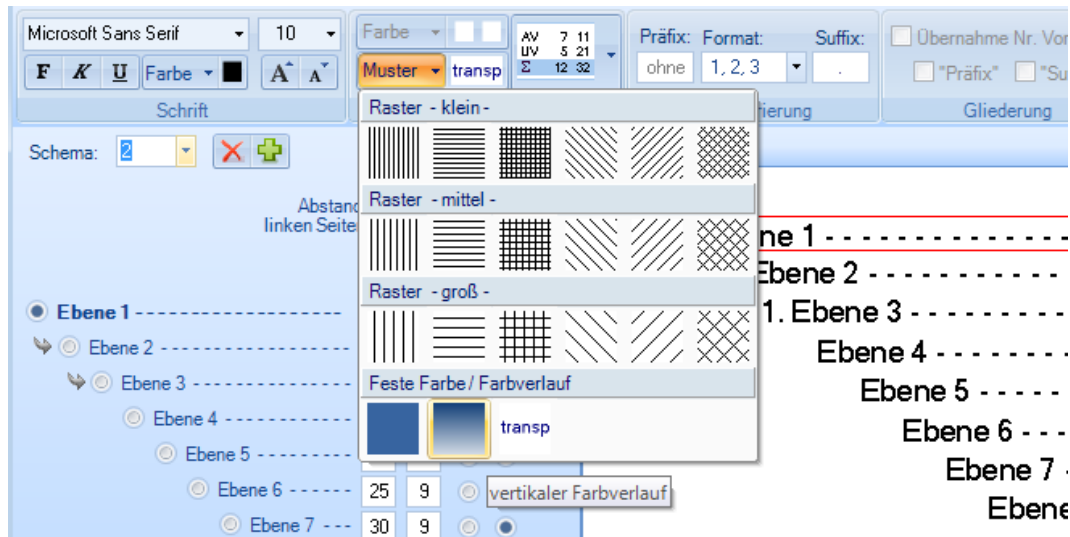 Microsoft Sans Serif 10 Farbe AV 7 11 Präfix: Format: Suffix: Übernahme Nr. Vor
UV 5 21
F K U Farbe A A Muster transp Σ 12 32 ohne 1, 2, 3 . "Präfix" "Su
Schrift ierung Gliederung
Raster - klein -
Schema: 2
Raster - mittel -
Abstand
linken Seite
Raster - groß -
Feste Farbe / Farbverlauf
transp
vertikaler Farbverlauf
Ebene 1 - - - - - - - - - - - - - - - - - - -
Ebene 2 - - - - - - - - - - - - - - - - -
Ebene 3 - - - - - - - - - - - - - - -
Ebene 4 - - - - - - - - - - - -
Ebene 5 - - - - - - - - -
Ebene 6 - - - - - - 25 9
Ebene 7 - - - 30 9
ne 1 - - - - - - - - - - - - - -
Ebene 2 - - - - - - - - - - -
1. Ebene 3 - - - - - - - - -
Ebene 4 - - - - - - -
Ebene 5 - - - - -
Ebene 6 - - -
Ebene 7 -
Ebene